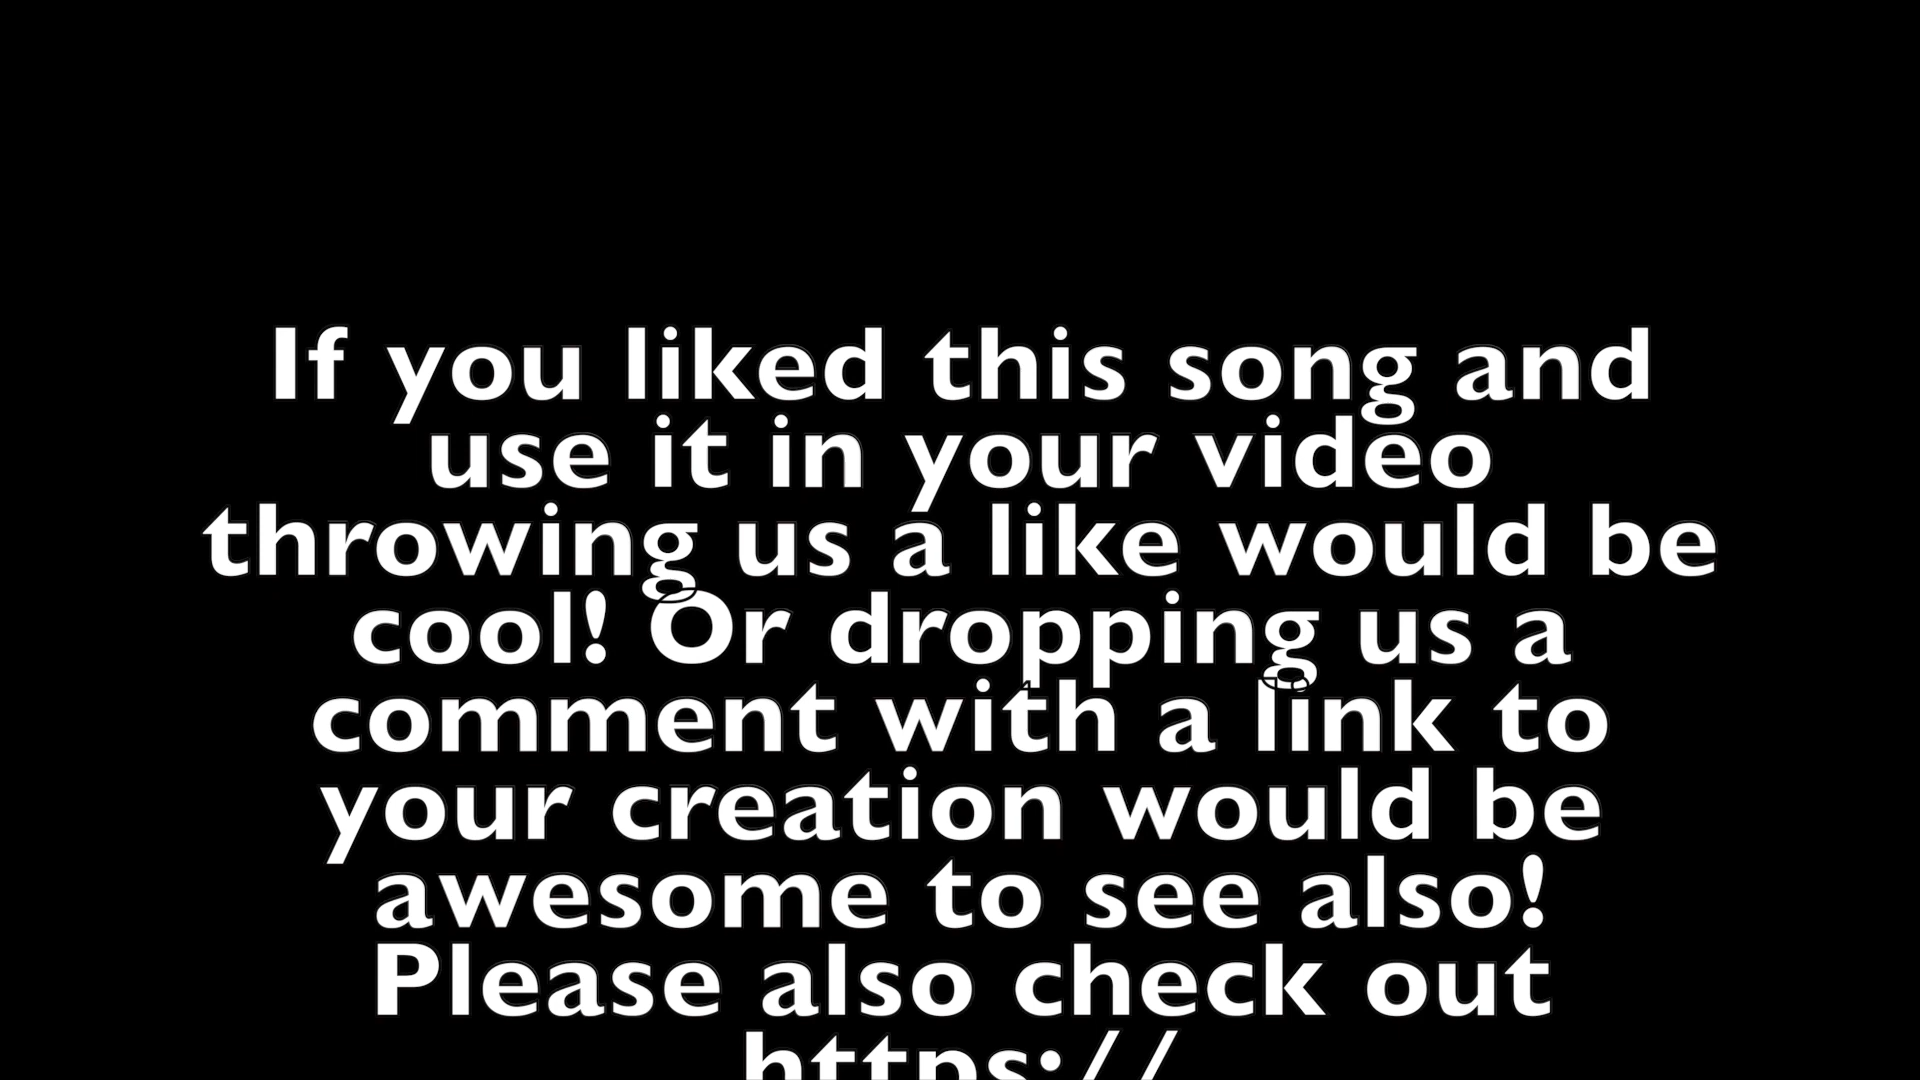 If you liked this song and
use it in your video
throwing us a like would be
cool! Or dropping us a
comment with a link to
your creation would be
awesome to see also!
Please also check out
https://